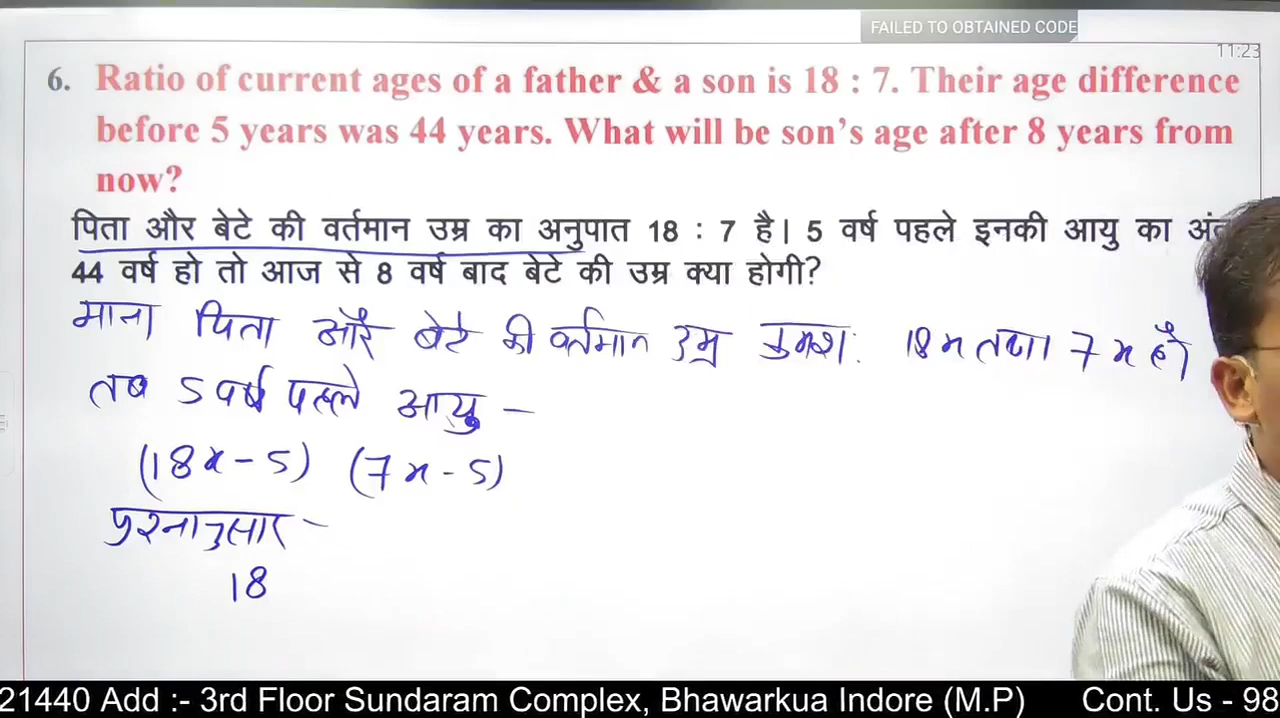 FAILED TO OBTAINED CODE
11:23
6. Ratio of current ages of a father & a son is 18 : 7. Their age difference
before 5 years was 44 years. What will be son's age after 8 years from
now?
पिता और बेटे की वर्तमान उम्र का अनुपात 18 : 7 है। 5 वर्ष पहले इनकी आयु का
44 वर्ष हो तो आज से 8 वर्ष बाद बेटे की उम्र क्या होगी?
माना पिता और बेटे की वर्तमान उम्र क्रमश: 18x तथा 7x है
तब 5 वर्ष पहले आयु –
(18x - 5) (7x - 5)
प्रश्नानुसार –
18
21440 Add :- 3rd Floor Sundaram Complex, Bhawarkua Indore (M.P) Cont. Us - 98